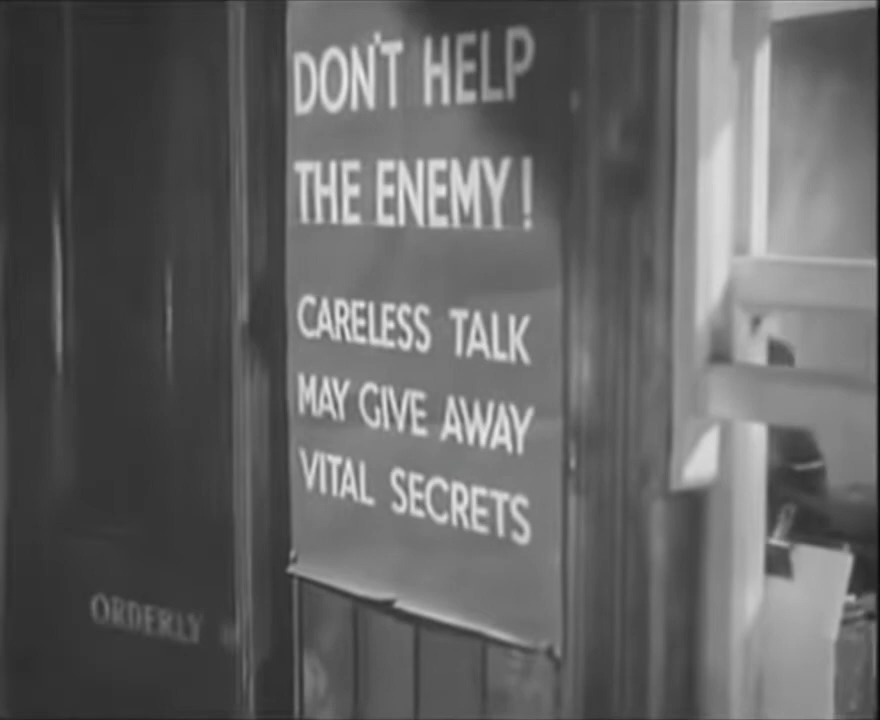 DON'T HELP
THE ENEMY!
CARELESS TALK
MAY GIVE AWAY
VITAL SECRETS
ORDERLY